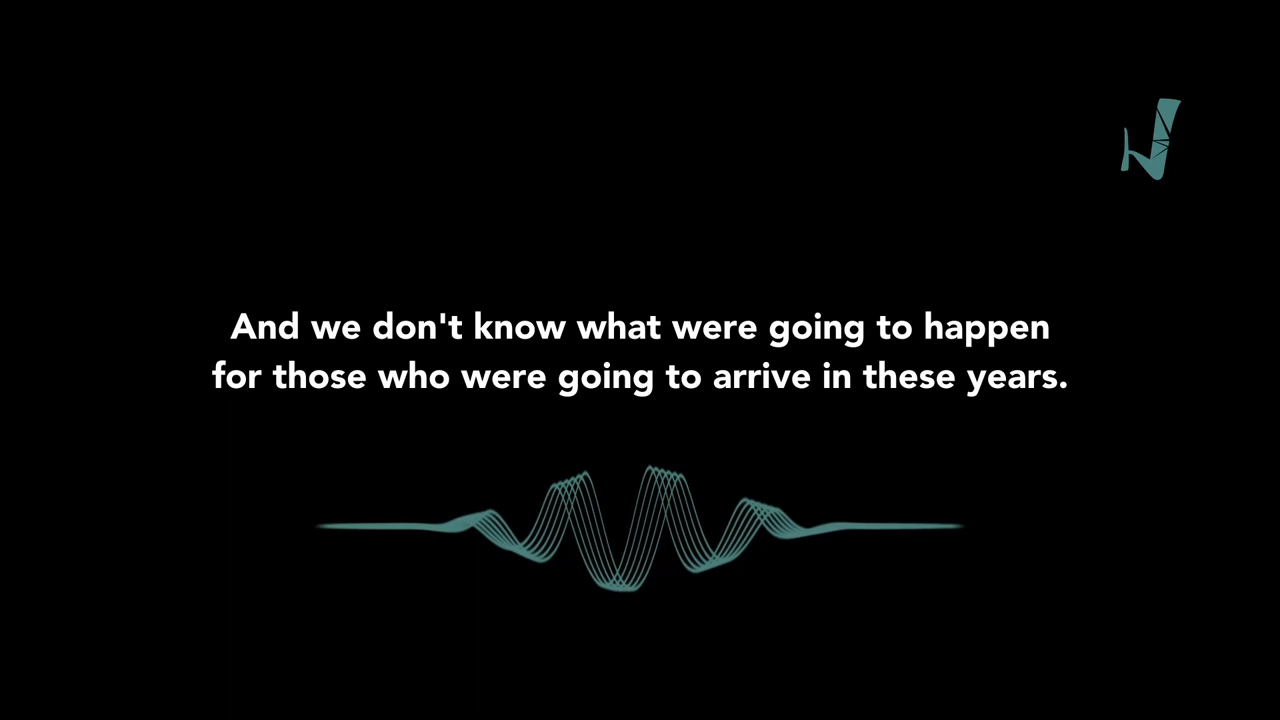 And we don't know what were going to happen
for those who were going to arrive in these years.